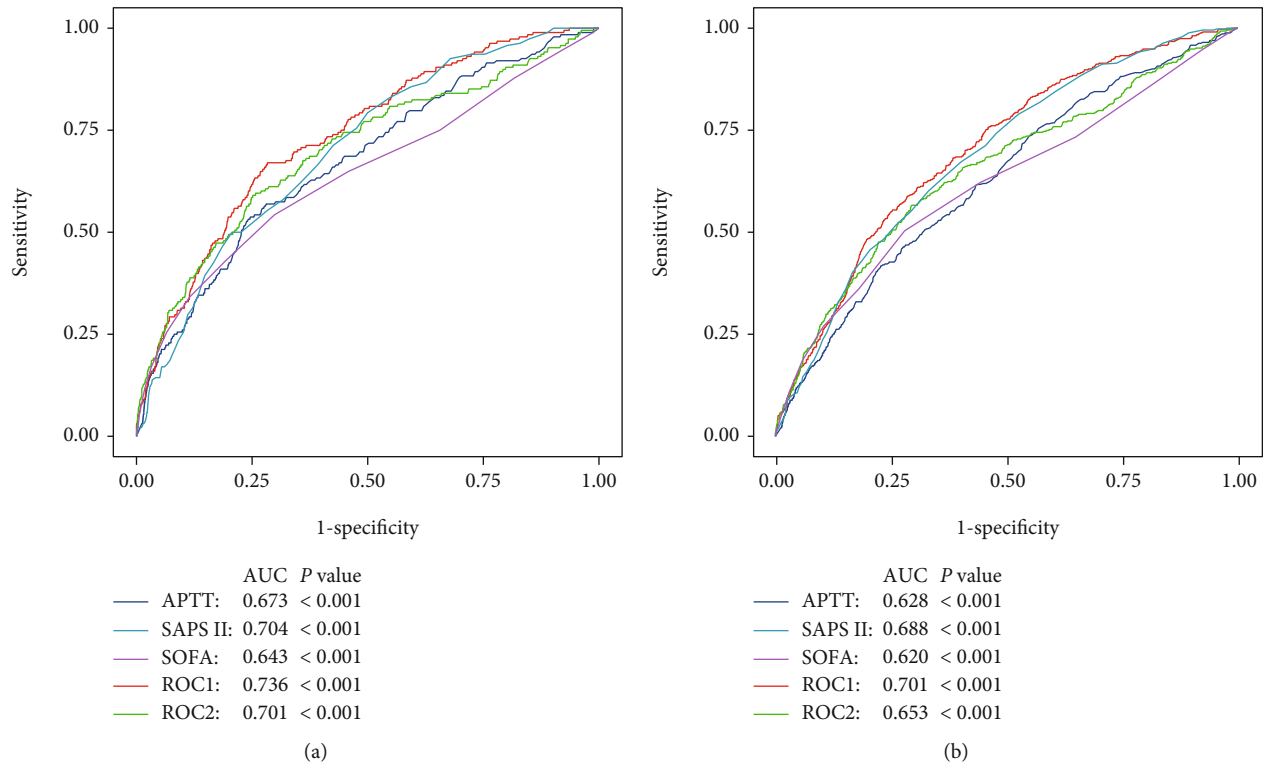 1.00
0.75
0.50
0.25
0.00
Sensitivity
0.00 0.25 0.50 0.75 1.00
1-specificity
AUC P value
APTT: 0.673 < 0.001
SAPS II: 0.704 < 0.001
SOFA: 0.643 < 0.001
ROC1: 0.736 < 0.001
ROC2: 0.701 < 0.001
(a)
1.00
0.75
0.50
0.25
0.00
Sensitivity
0.00 0.25 0.50 0.75 1.00
1-specificity
AUC P value
APTT: 0.628 < 0.001
SAPS II: 0.688 < 0.001
SOFA: 0.620 < 0.001
ROC1: 0.701 < 0.001
ROC2: 0.653 < 0.001
(b)